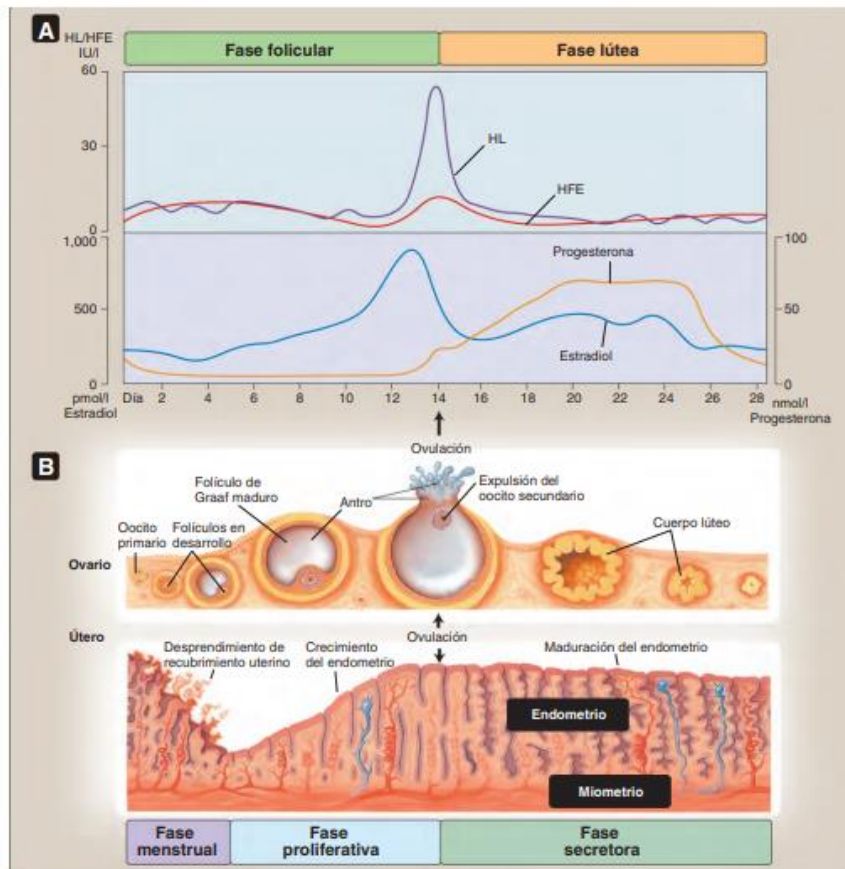 A
HL/HFE
IU/l
Fase folicular
Fase lútea
60
30
0
HL
HFE
1,000
500
0
100
50
0
Progesterona
Estradiol
pmol/l
Estradiol
Día 2 4 6 8 10 12 14 16 18 20 22 24 26 28
nmol/l
Progesterona
Ovulación
B
Folículo de
Graaf maduro
Antro
Expulsión del
oocito secundario
Oocito
primario
Folículos en
desarrollo
Cuerpo lúteo
Ovario
Útero
Ovulación
Desprendimiento de
recubrimiento uterino
Crecimiento
del endometrio
Maduración del endometrio
Endometrio
Miometrio
Fase
menstrual
Fase
proliferativa
Fase
secretora